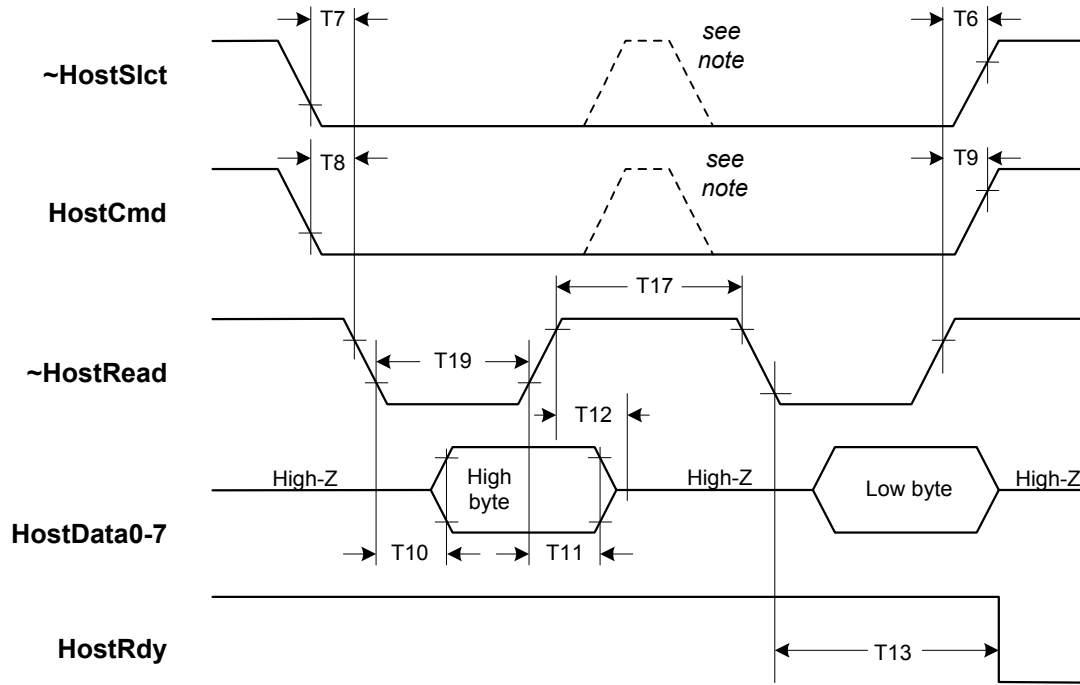 T7
see
note
T6
~HostSlct
T8
see
note
T9
HostCmd
T17
~HostRead
T19
T12
High-Z
High
byte
High-Z
Low byte
High-Z
HostData0-7
T10
T11
HostRdy
T13